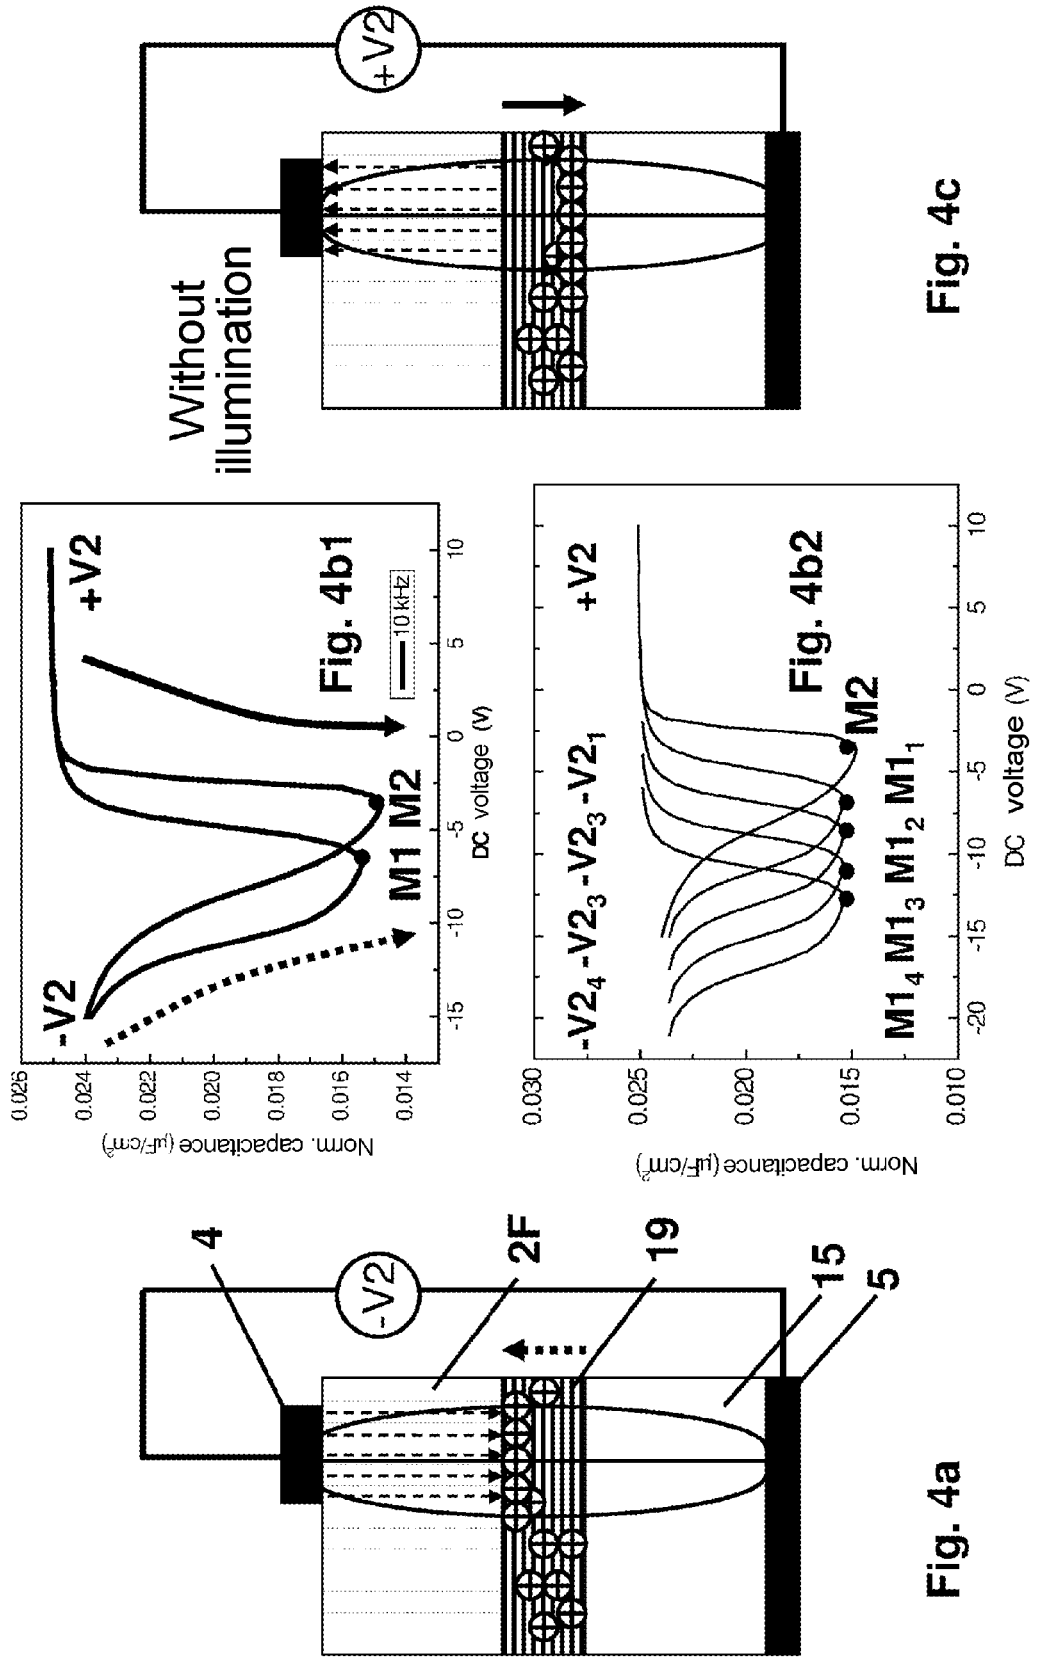 4
-V2
2F
19
15
5
Fig. 4a
Norm. capacitance (µF/cm²)
0.026
0.024
0.022
0.020
0.018
0.016
0.014
-V2
+V2
M1 M2
Fig. 4b1
10 kHz
-15
-10
-5
0
5
10
DC voltage (V)
Norm. capacitance (µF/cm²)
0.030
0.020
0.015
0.010
-V2₄ -V2₃ -V2₃ -V2₁
+V2
Fig. 4b2
M1₄ M1₃ M1₂ M1₁
M2
-20
-15
-10
-5
0
5
10
DC voltage (V)
Without
illumination
+V2
Fig. 4c